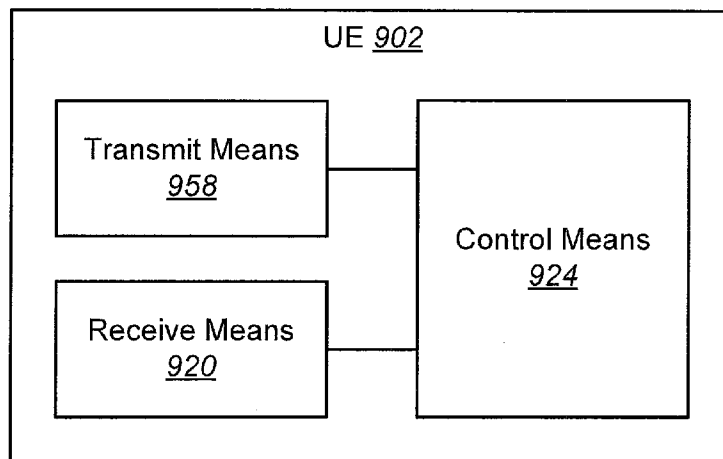 UE 902
Transmit Means
958
Control Means
924
Receive Means
920